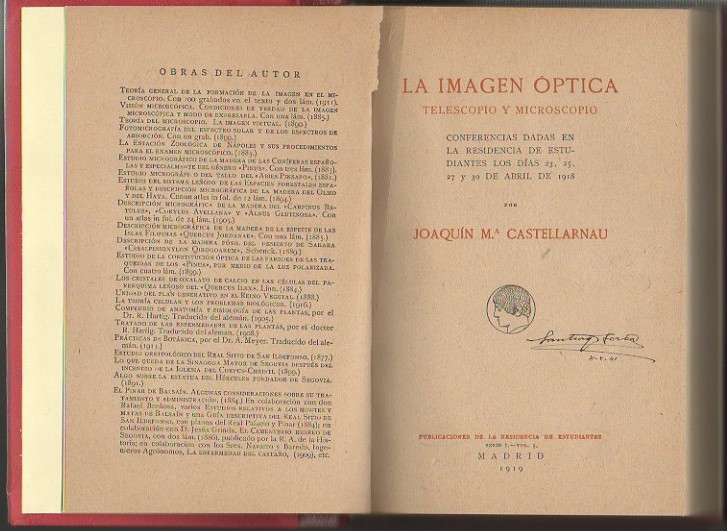 OBRAS DEL AUTOR
TEORÍA GENERAL DE LA FORMACIÓN DE LA IMAGEN EN EL MI-
CROSCOPIO. Con 100 grabados en el texto y dos lám. (1911).
VISIÓN MICROSCÓPICA. CONDICIONES DE VERDAD DE LA IMAGEN
MICROSCÓPICA Y MODO DE EXPRESARLA. Con una lám. (1885.)
TEORÍA DEL MICROSCOPIO. LA IMAGEN VIRTUAL. (1890.)
FOTOMICROGRAFÍA DEL ESPECTRO SOLAR Y DE LOS ESPECTROS DE
ABSORCIÓN. Con un grab. (1899.)
LA ESTACIÓN ZOOLÓGICA DE NÁPOLES Y SUS PROCEDIMIENTOS
PARA EL EXAMEN MICROSCÓPICO. (1885.)
ESTUDIO MICROGRÁFICO DE LA MADERA DE LAS CONÍFERAS ESPAÑO-
LAS Y ESPECIALMENTE DEL GÉNERO «PINUS». Con tres lám. (1883).
ESTUDIO MICROGRÁFICO DEL TALLO DEL «ABIES PINSAPO». (1881.)
ESTUDIO DEL SISTEMA LEÑOSO DE LAS ESPECIES FORESTALES ESPA-
ÑOLAS Y DESCRIPCIÓN MICROGRÁFICA DE LA MADERA DEL OLMO
Y DEL HAYA. Con un atlas in fol. de 12 lám. (1894.)
DESCRIPCIÓN MICROGRÁFICA DE LA MADERA DEL «CARPINUS BE-
TULUS», «CORYLUS AVELLANA» Y «ALNUS GLUTINOSA». Con
un atlas in fol. de 24 lám. (1905.)
DESCRIPCIÓN MICROGRÁFICA DE LA MADERA DE LA ESPECIE DE LAS
ISLAS FILIPINAS «QUERCUS JORDANAE». Con una lám. (1885.)
DESCRIPCIÓN DE LA MADERA FÓSIL DEL DESIERTO DE SAHARA
Schenck. (1889.)
ESTUDIO DE LA CONSTITUCIÓN ÓPTICA DE LAS PAREDES DE LAS TRA-
QUEIDAS DE LOS «PINUS», POR MEDIO DE LA LUZ POLARIZADA.
Con cuatro lám. (1899.)
LOS CRISTALES DE OXALATO DE CALCIO EN LAS CÉLULAS DEL PA-
RÉNQUIMA LEÑOSO DEL «QUERCUS ILEX». Lión. (1884.)
UNIDAD DEL PLAN GENERATIVO EN EL REINO VEGETAL. (1888.)
LA TEORÍA CELULAR Y LOS PROBLEMAS BIOLÓGICOS. (1916.)
COMPENDIO DE ANATOMÍA Y FISIOLOGÍA DE LAS PLANTAS, por el
Dr. R. Hartig. Traducido del alemán. (1905.)
TRATADO DE LAS ENFERMEDADES DE LAS PLANTAS, por el doctor
R. Hartig. Traducido del alemán. (1908.)
PRÁCTICAS DE BOTÁNICA, por el Dr. A. Meyer. Traducido del ale-
mán. (1911.)
ESTUDIO ORNITOLÓGICO DEL REAL SITIO DE SAN ILDEFONSO. (1877.)
LO QUE QUEDA DE LA SINAGOGA MAYOR DE SEGOVIA DESPUÉS DEL
INCENDIO DE LA IGLESIA DEL CORPUS-CHRISTI. (1899.)
ALGO SOBRE LA ESTATUA DEL HÉRCULES FUNDADOR DE SEGOVIA.
(1891.)
EL PINAR DE BALSAÍN. ALGUNAS CONSIDERACIONES SOBRE SU TRA-
TAMIENTO Y ADMINISTRACIÓN. (1884.) En colaboración con don
Rafael Breñosa, varios ESTUDIOS RELATIVOS A LOS MONTES Y
MATAS DE BALSAÍN y una GUÍA DESCRIPTIVA DEL REAL SITIO DE
SAN ILDEFONSO, con planos del Real Palacio y Pinar (1884); en
colaboración con D. Jesús Grinda, EL CEMENTERIO HEBREO DE
SEGOVIA, con dos lám. (1886), publicado por la R. A. de la His-
toria; en colaboración con los Sres. Navarro y Baredo, Inge-
nieros Agrónomos, LA ENFERMEDAD DEL CASTAÑO, (1909), etc.
LA IMAGEN ÓPTICA
TELESCOPIO Y MICROSCOPIO
CONFERENCIAS DADAS EN
LA RESIDENCIA DE ESTU-
DIANTES LOS DÍAS 23, 25,
27 y 30 DE ABRIL DE 1918
POR
JOAQUÍN M.ª CASTELLARNAU
PUBLICACIONES DE LA RESIDENCIA DE ESTUDIANTES
SERIE I.—VOL. 5.
MADRID
1919